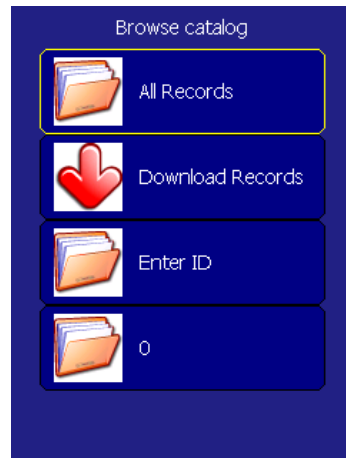 Browse catalog
All Records
Download Records
Enter ID
0